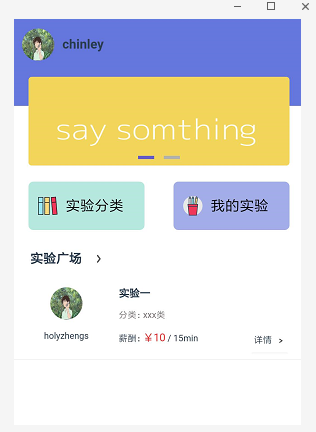 chinley
say somthing
实验分类
我的实验
实验广场 >
实验一
分类：xxx类
holyzhengs
薪酬：￥10 / 15min
详情 >